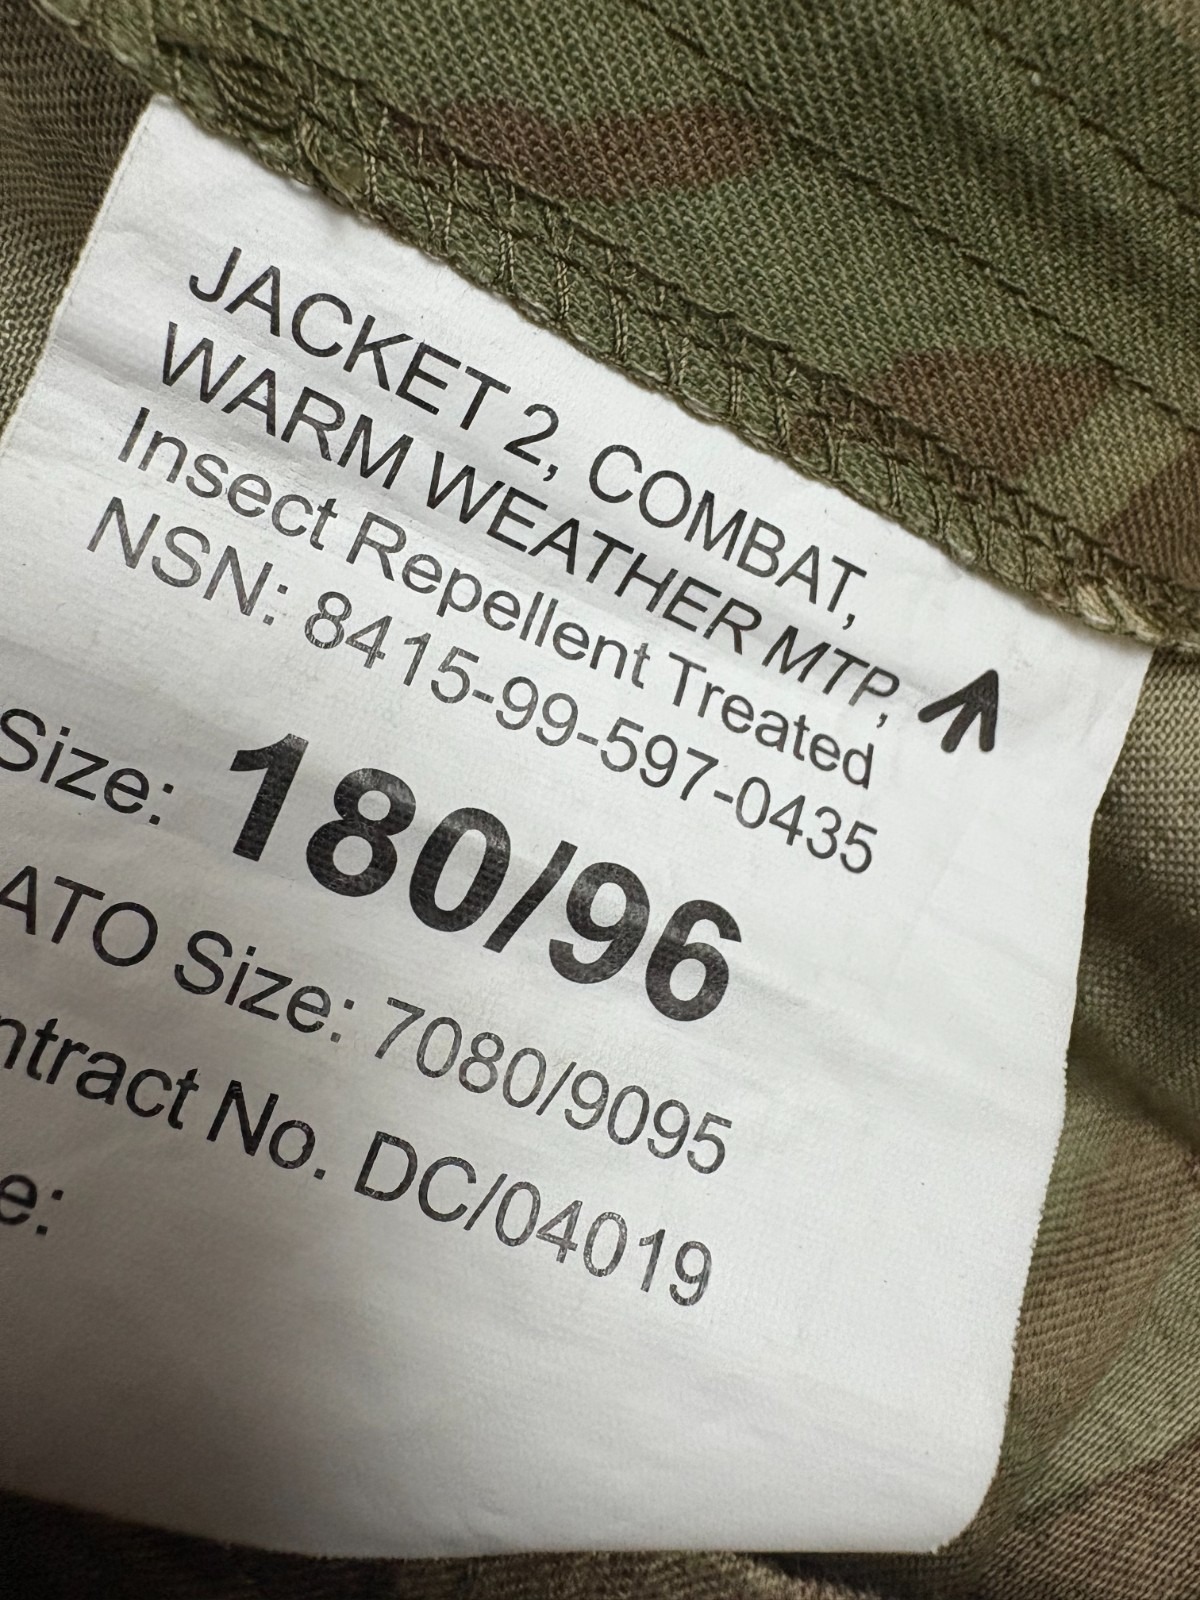 JACKET 2, COMBAT,
WARM WEATHER MTP,
Insect Repellent Treated
NSN: 8415-99-597-0435
Size: 180/96
ATO Size: 7080/9095
ntract No. DC/04019
e: